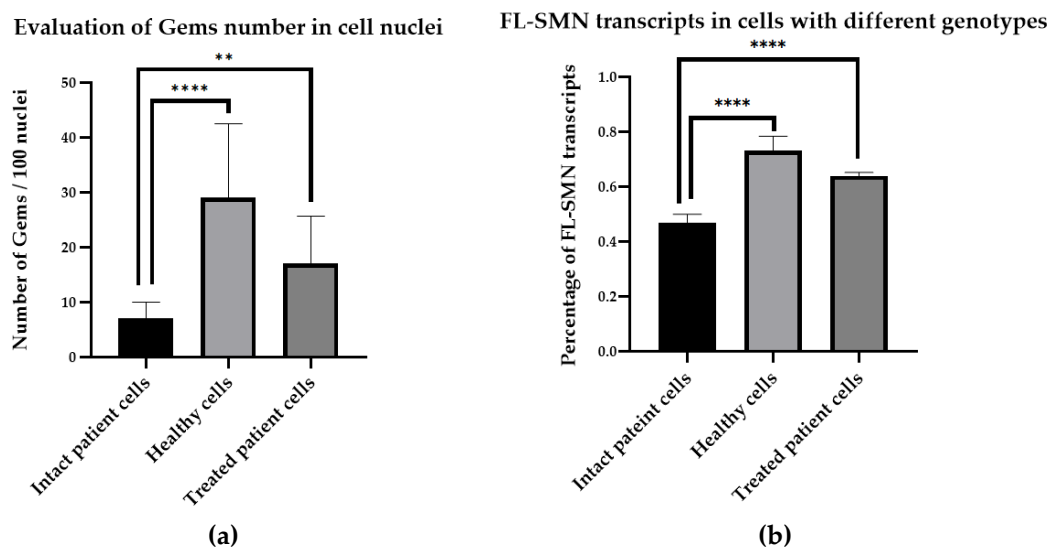 Evaluation of Gems number in cell nuclei
**
****
50
40
30
20
10
0
Number of Gems / 100 nuclei
Intact patient cells
Healthy cells
Treated patient cells
(a)
FL-SMN transcripts in cells with different genotypes
****
****
1.0
0.8
0.6
0.4
0.2
0.0
Percentage of FL-SMN transcripts
Intact pateint cells
Healthy cells
Treated patient cells
(b)